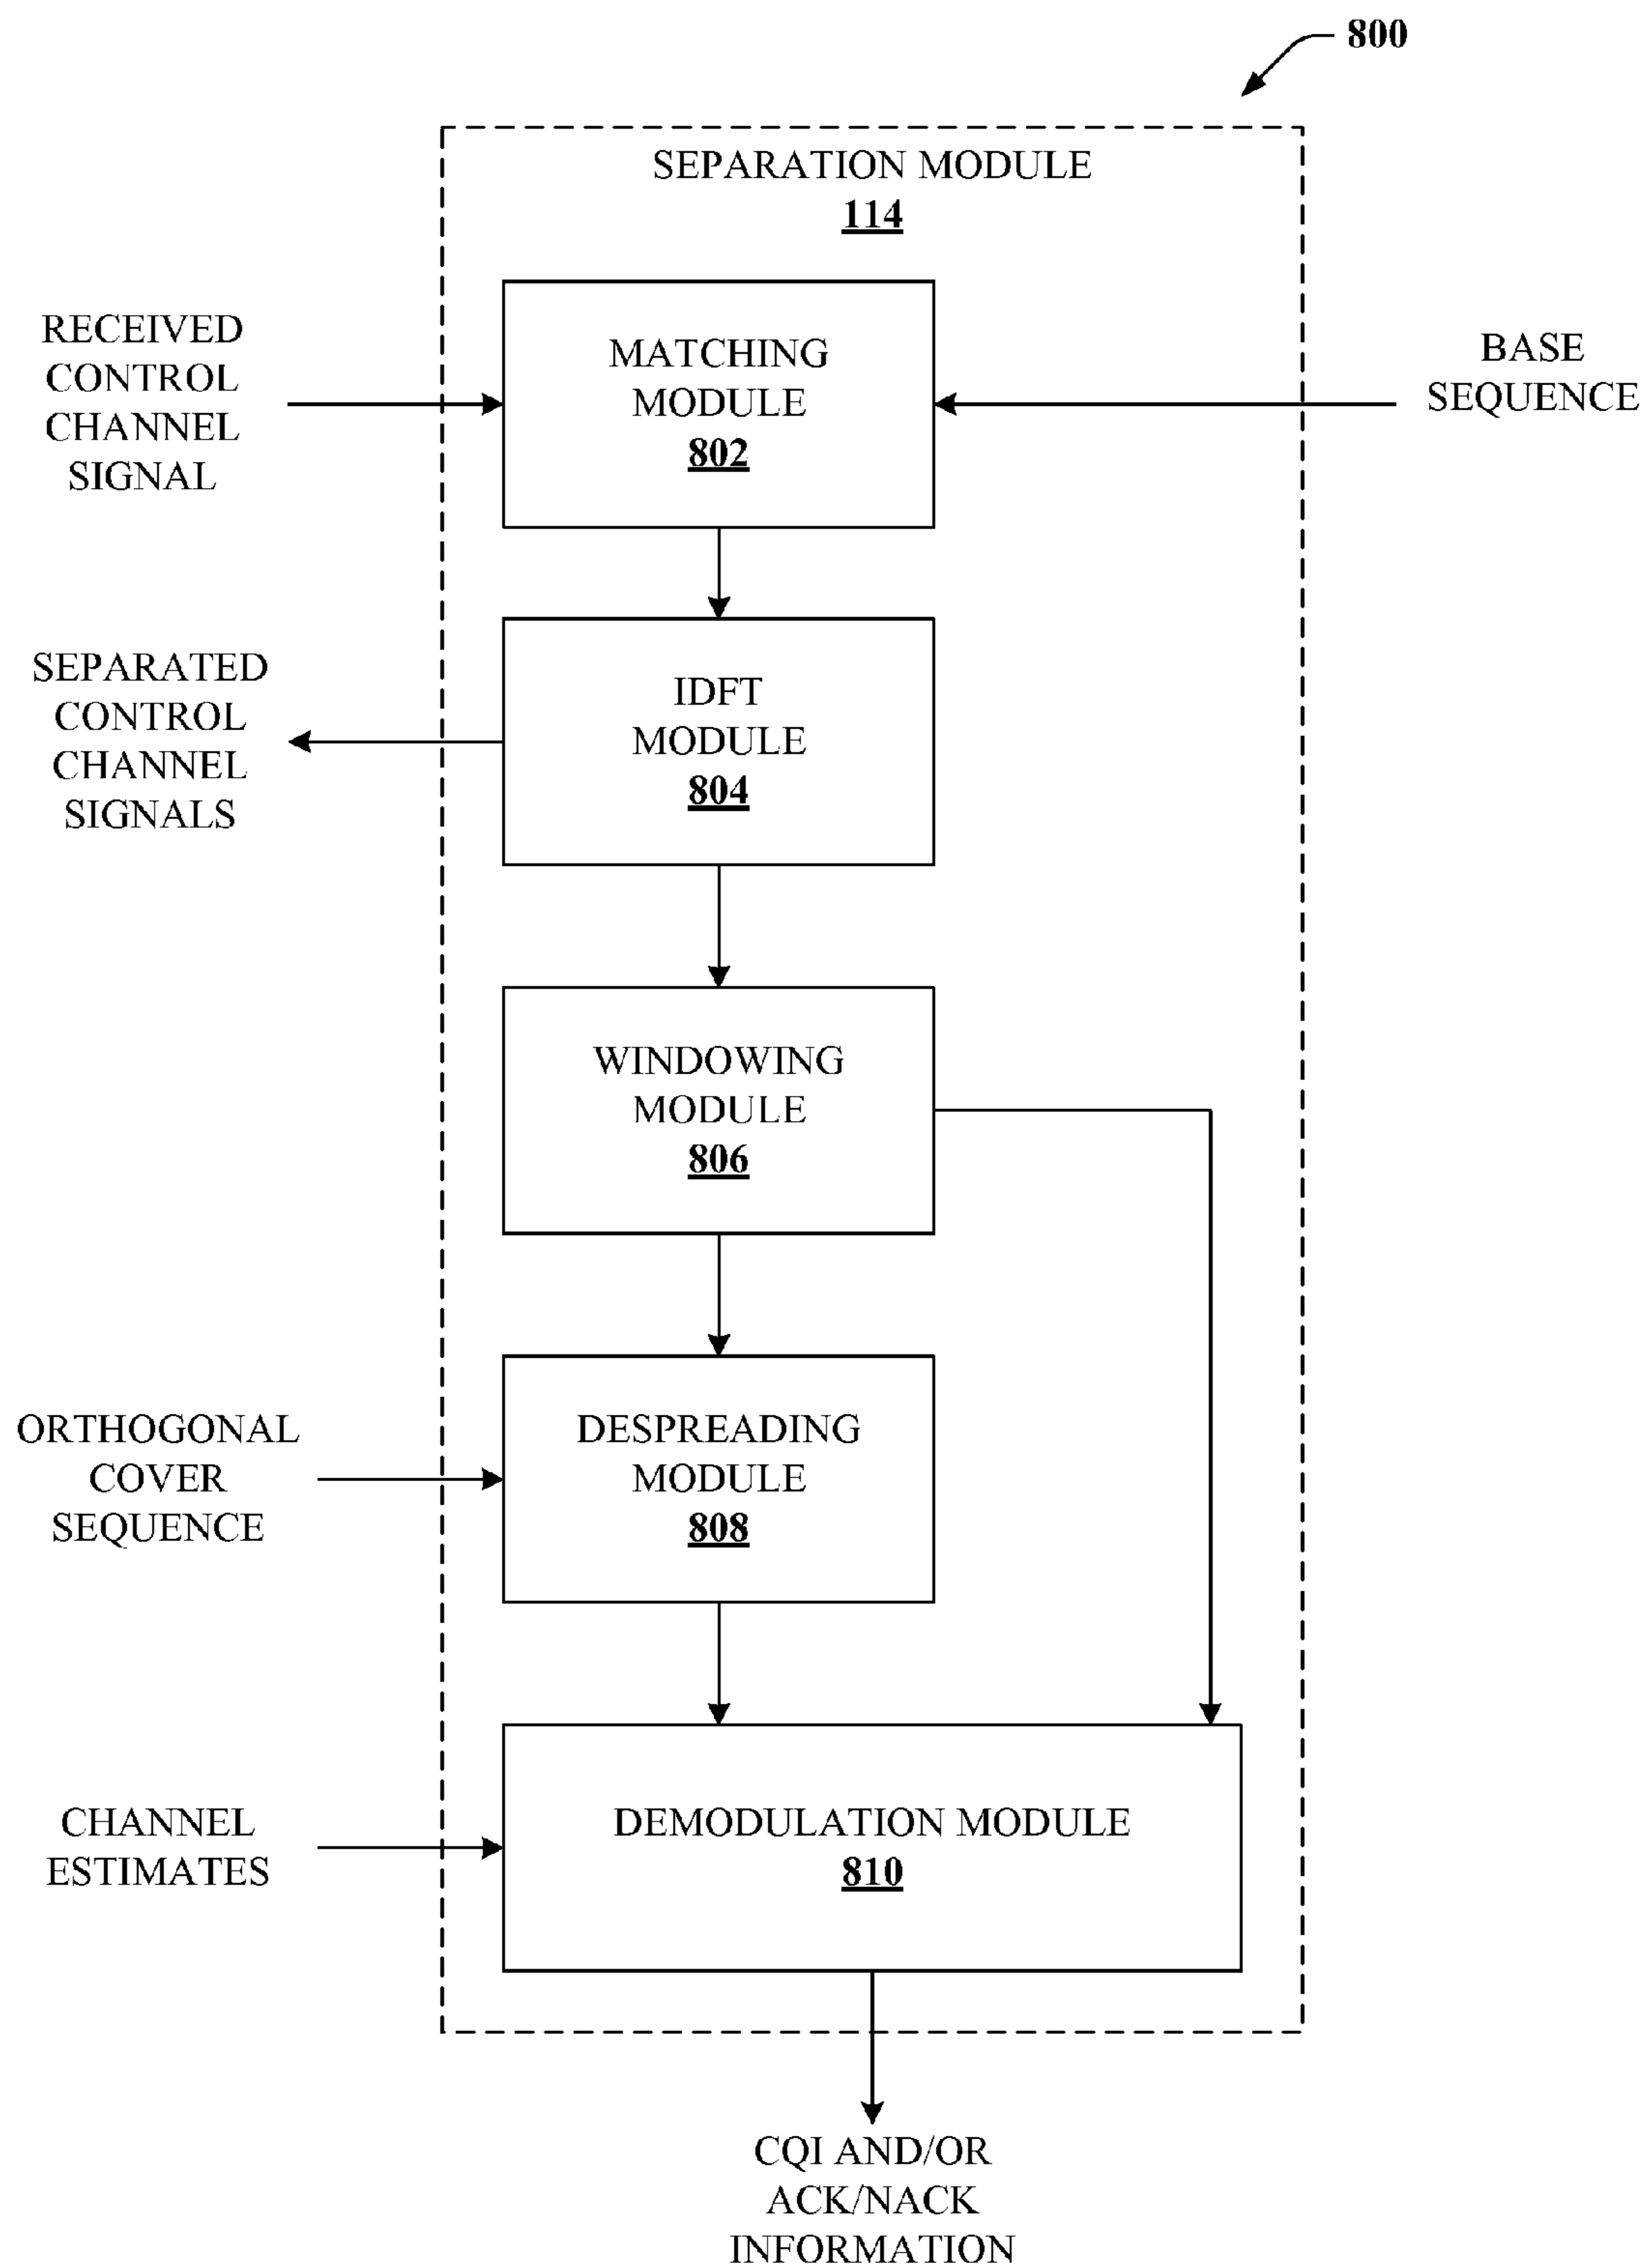 800
SEPARATION MODULE
114
RECEIVED
CONTROL
CHANNEL
SIGNAL
MATCHING
MODULE
802
BASE
SEQUENCE
SEPARATED
CONTROL
CHANNEL
SIGNALS
IDFT
MODULE
804
WINDOWING
MODULE
806
ORTHOGONAL
COVER
SEQUENCE
DESPREADING
MODULE
808
CHANNEL
ESTIMATES
DEMODULATION MODULE
810
CQI AND/OR
ACK/NACK
INFORMATION